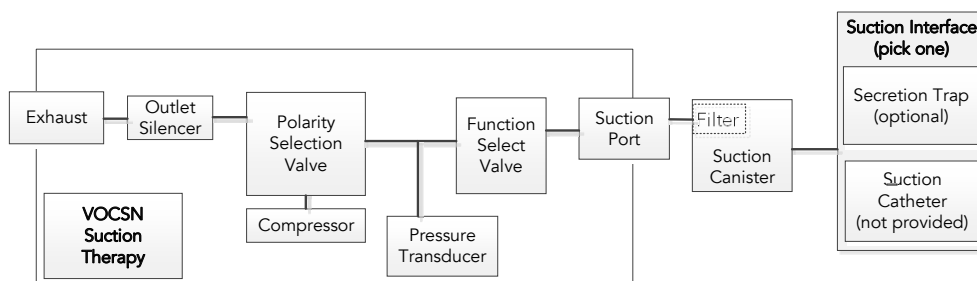 Suction Interface
(pick one)
Exhaust
Outlet
Silencer
Polarity
Selection
Valve
Function
Select
Valve
Suction
Port
Filter
Suction
Canister
Secretion Trap
(optional)
VOCSN
Suction
Therapy
Compressor
Pressure
Transducer
Suction
Catheter
(not provided)